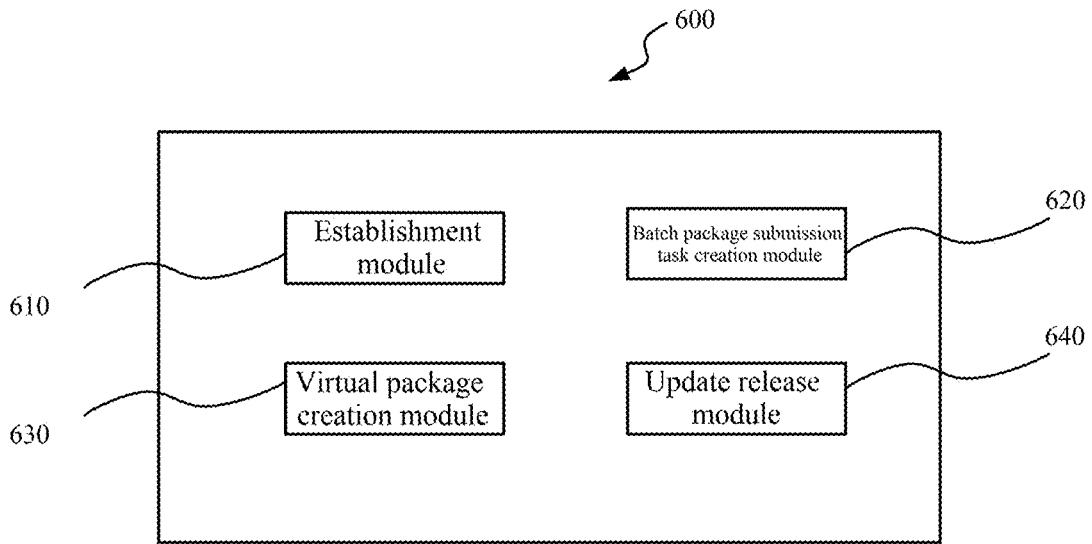 600
Establishment
module
610
Batch package submission
task creation module
620
Virtual package
creation module
630
Update release
module
640